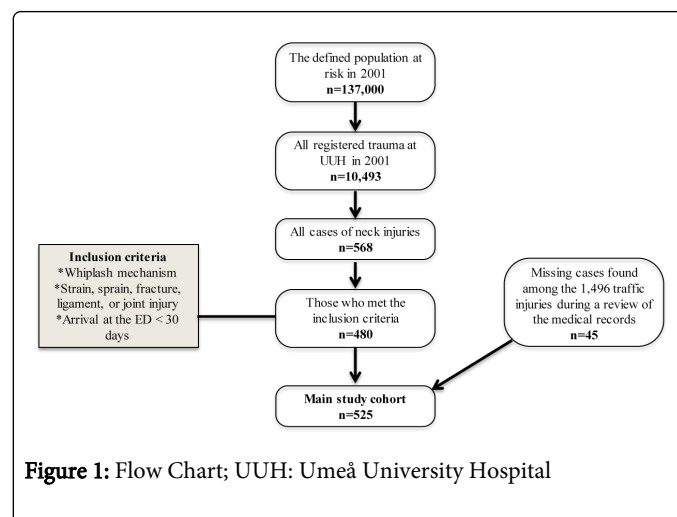 The defined population at
risk in 2001
n=137,000
All registered trauma at
UUH in 2001
n=10,493
All cases of neck injuries
n=568
Inclusion criteria
*Whiplash mechanism
*Strain, sprain, fracture,
ligament, or joint injury
*Arrival at the ED < 30
days
Those who met the
inclusion criteria
n=480
Missing cases found
among the 1,496 traffic
injuries during a review of
the medical records
n=45
Main study cohort
n=525
Figure 1: Flow Chart; UUH: Umeå University Hospital